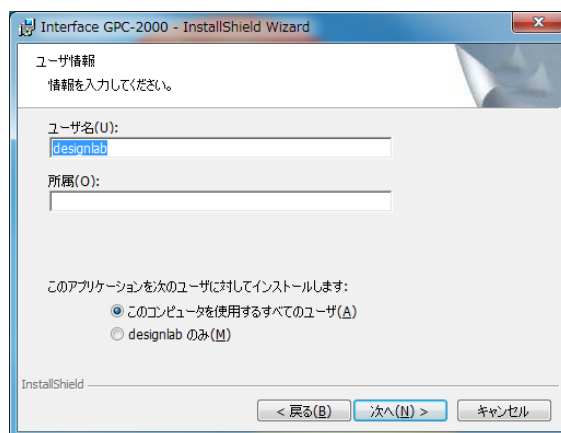 Interface GPC-2000 - InstallShield Wizard
ユーザ情報
情報を入力してください。
ユーザ名(U):
designlab
所属(O):
このアプリケーションを次のユーザに対してインストールします:
このコンピュータを使用するすべてのユーザ(A)
designlab のみ(M)
InstallShield
< 戻る(B) 次へ(N) > キャンセル